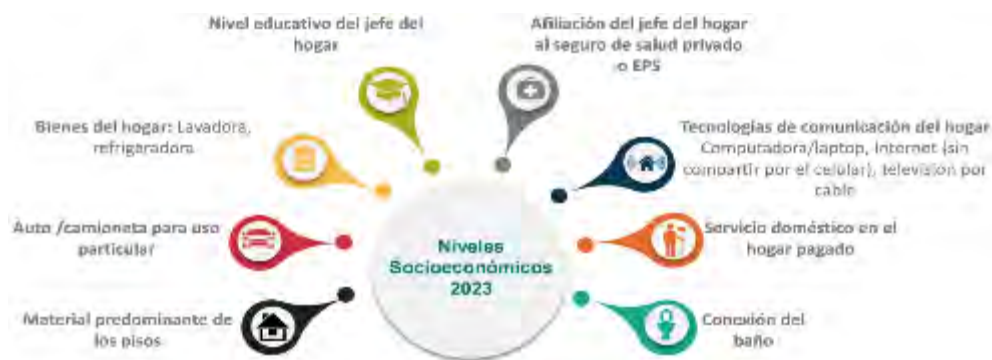 Nivel educativo del jefe del
hogar
Afiliación del jefe del hogar
al seguro de salud privado
o EPS
Bienes del hogar: Lavadora,
refrigaradora
Tecnologías de comunicación del hogar
Computadora/laptop, Internet (sin
compartir por el celular), televisión por
cable
Auto /camioneta para uso
particular
Servicio doméstico en el
hogar pagado
Niveles
Socioeconómicos
2023
Material predominante de
los pisos
Conexión del
baño